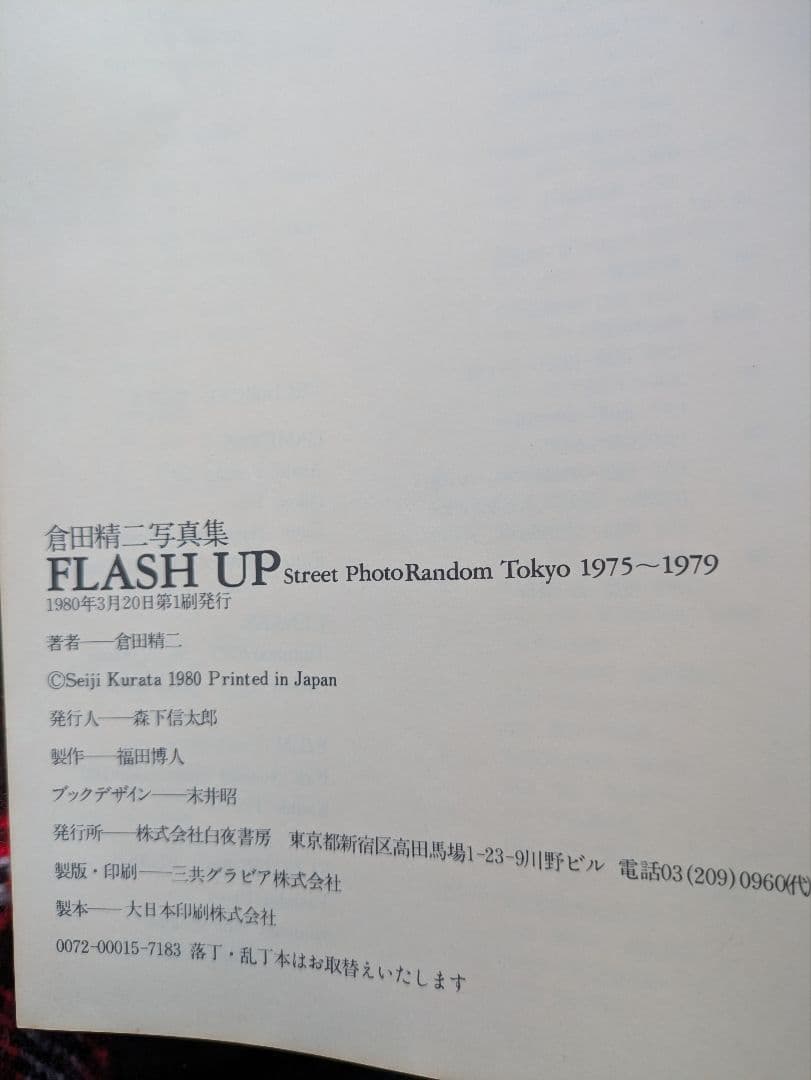 倉田精二写真集
FLASH UP Street Photo Random Tokyo 1975〜1979
1980年3月20日第1刷発行
著者──倉田精二
©Seiji Kurata 1980 Printed in Japan
発行人──森下信太郎
製作──福田博人
ブックデザイン──末井昭
発行所──株式会社白夜書房　東京都新宿区高田馬場1-23-9川野ビル　電話03(209)0960(代)
製版・印刷──三共グラビア株式会社
製本──大日本印刷株式会社
0072-00015-7183 落丁・乱丁本はお取替えいたします